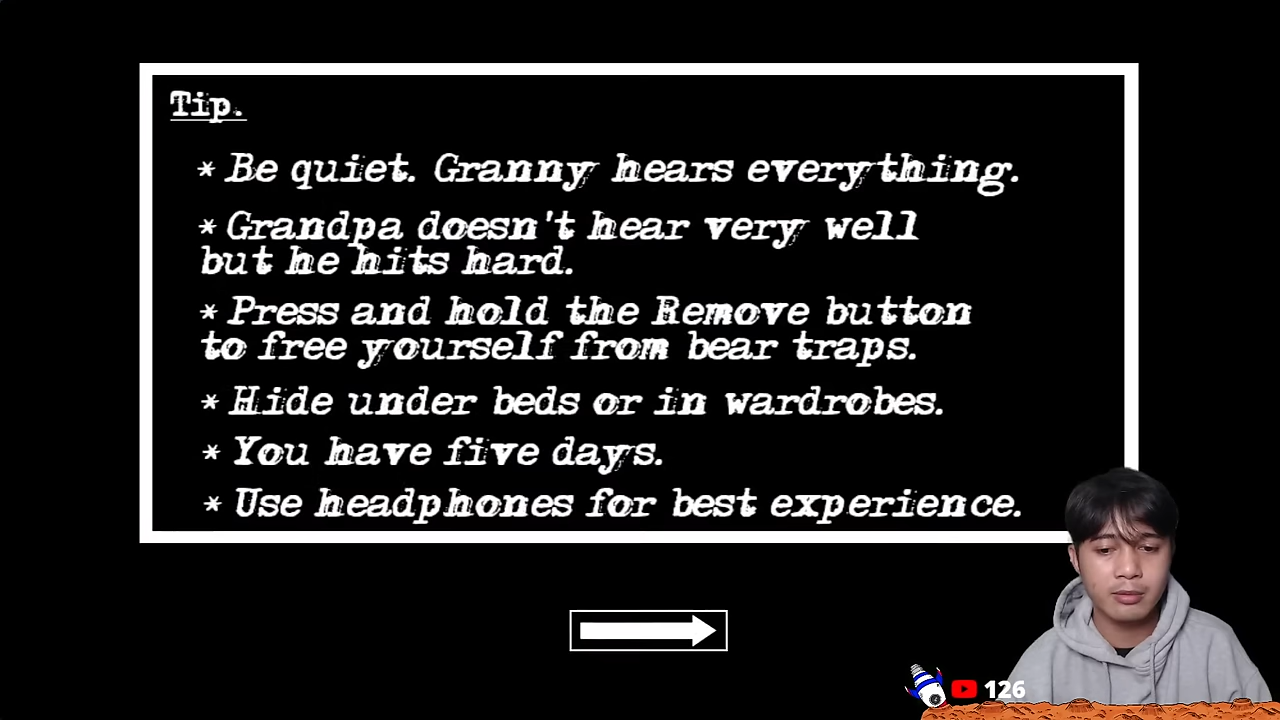 Tip.
* Be quiet. Granny hears everything.
* Grandpa doesn't hear very well
but he hits hard.
* Press and hold the Remove button
to free yourself from bear traps.
* Hide under beds or in wardrobes.
* You have five days.
* Use headphones for best experience.
126